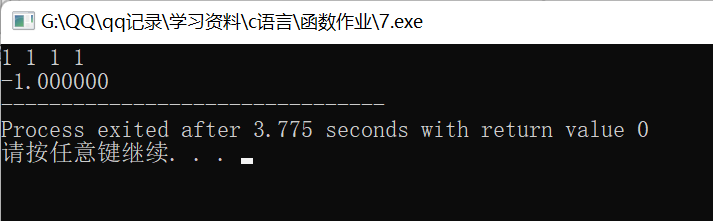 G:\QQ\qq记录\学习资料\c语言\函数作业\7.exe
1 1 1 1
-1.000000
--------------------------------
Process exited after 3.775 seconds with return value 0
请按任意键继续. . .